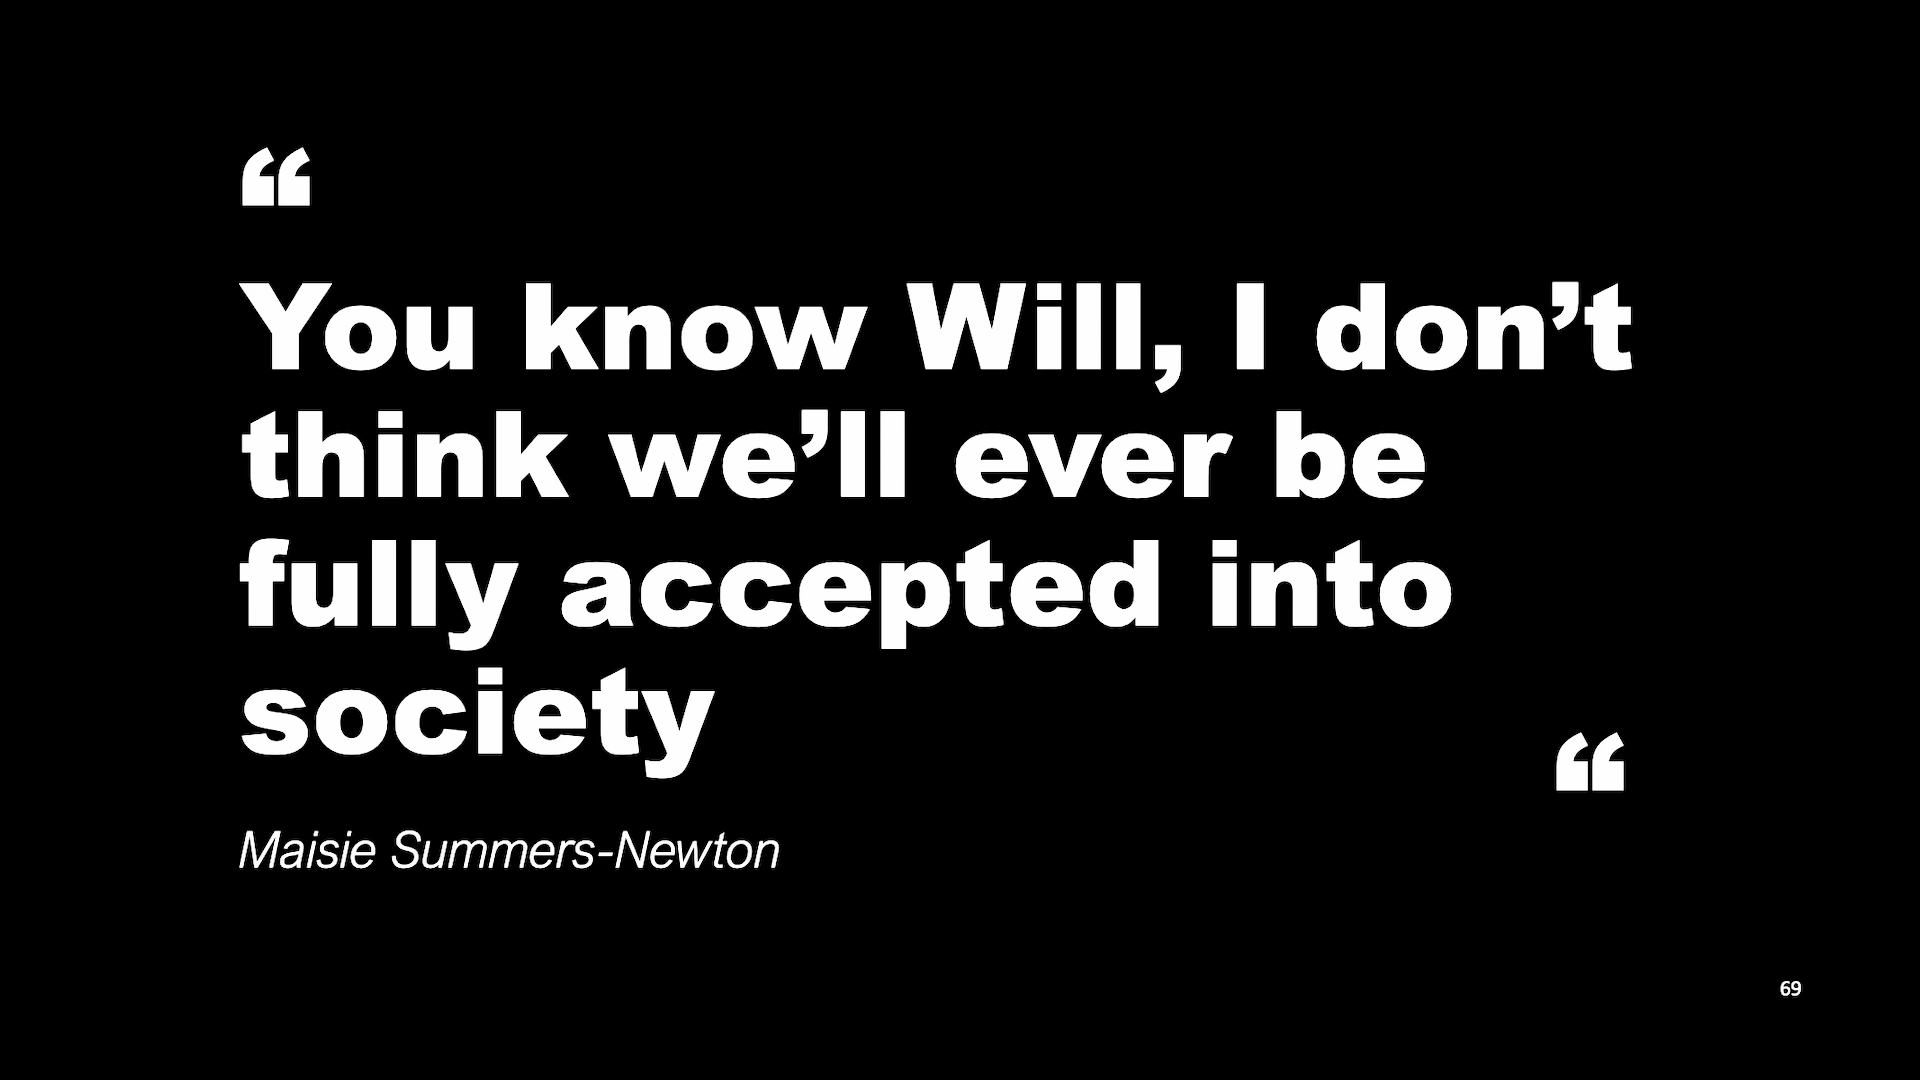 “
You know Will, I don’t
think we’ll ever be
fully accepted into
society
“
Maisie Summers-Newton
69